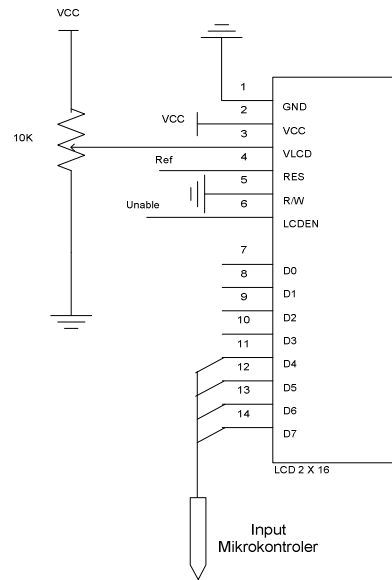 VCC
10K
1
GND
2
VCC
VCC
3
VLCD
4
Ref
RES
5
R/W
6
Unable
LCDEN
7
D0
8
D1
9
D2
10
D3
11
D4
12
D5
13
D6
14
D7
LCD 2 X 16
Input
Mikrokontroler